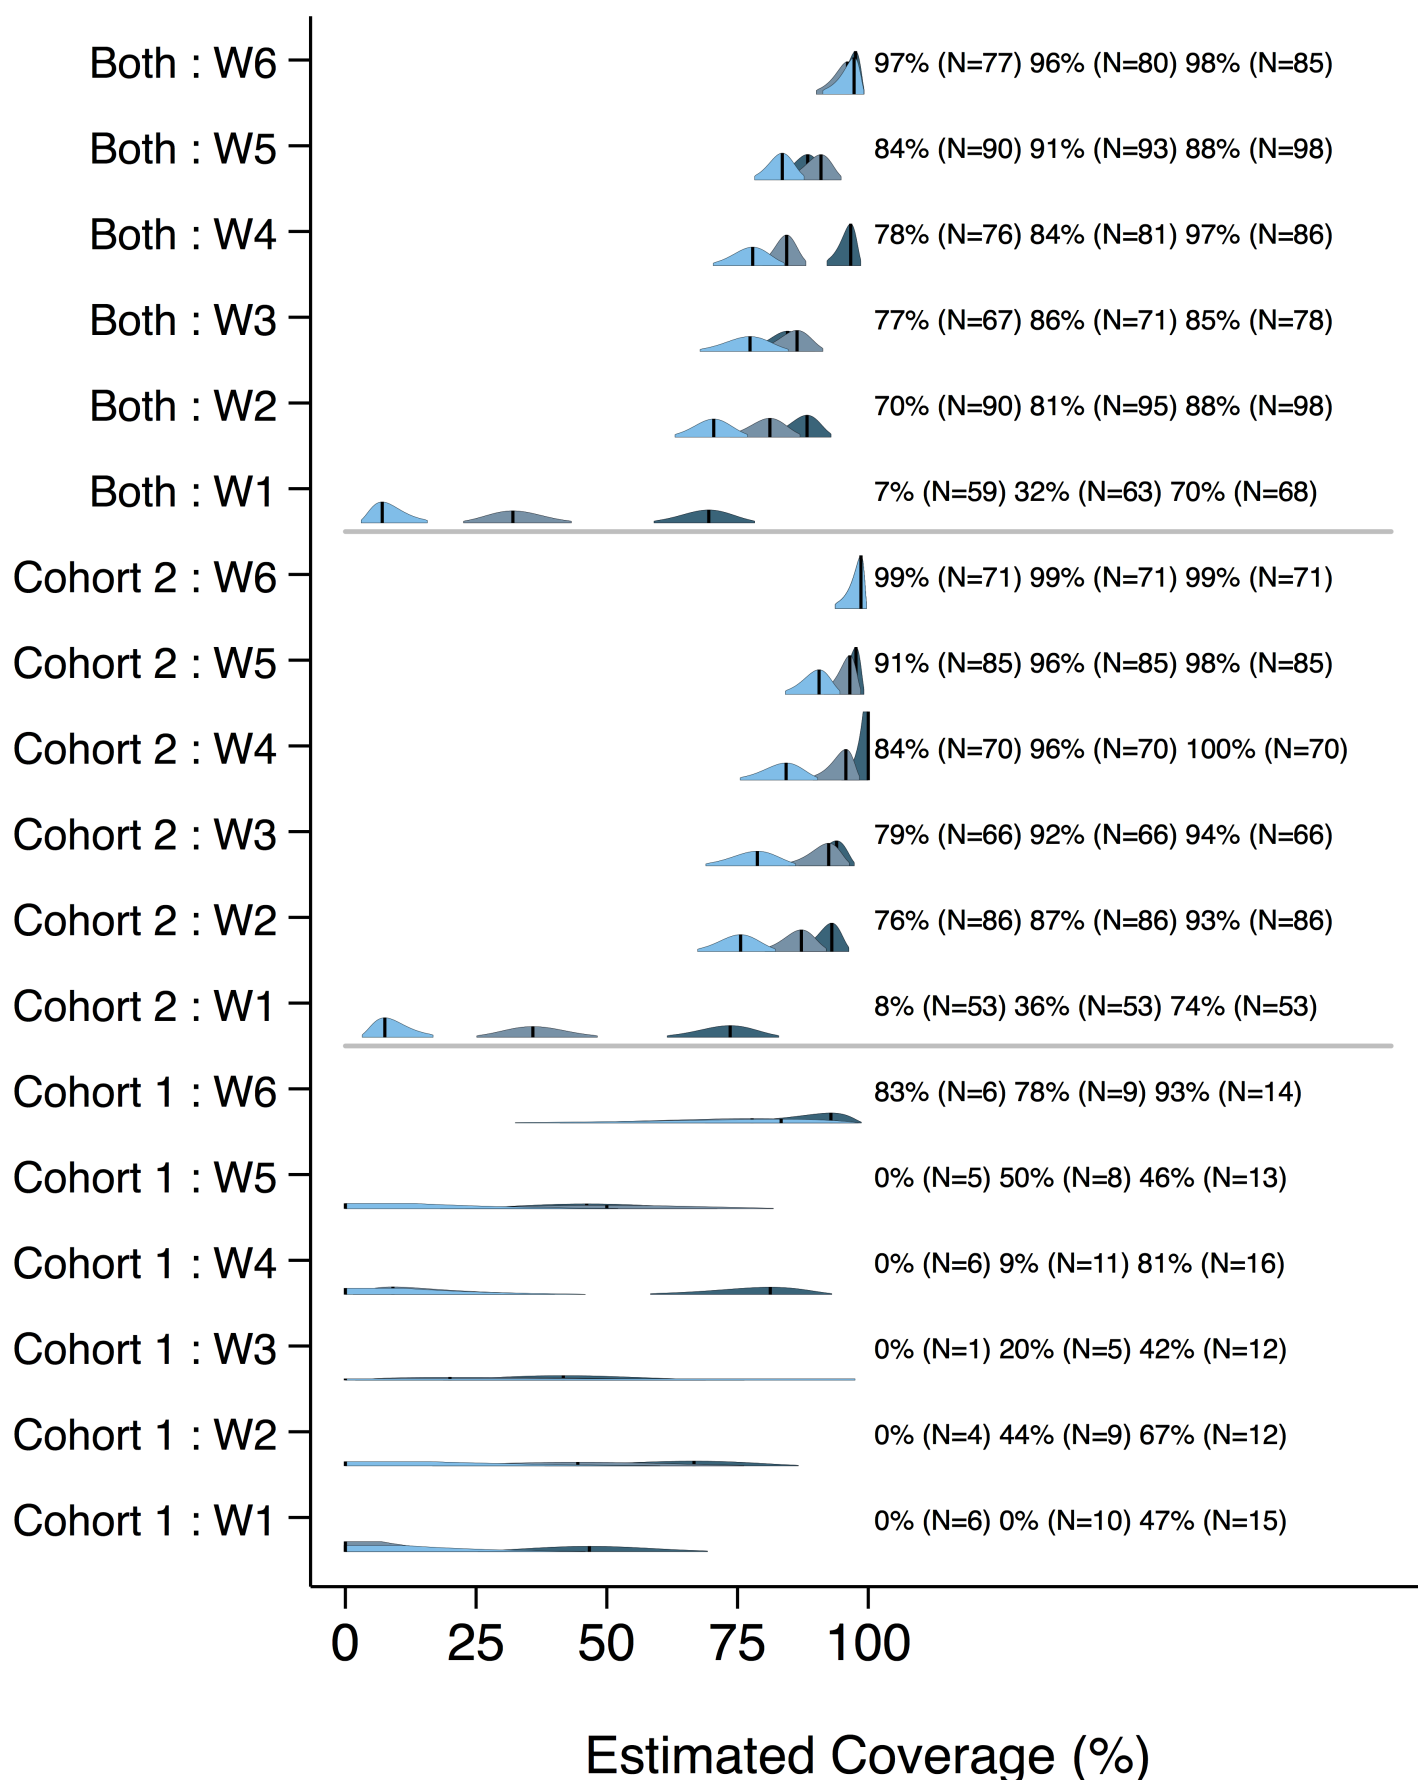 Both : W6 97% (N=77) 96% (N=80) 98% (N=85)
Both : W5 84% (N=90) 91% (N=93) 88% (N=98)
Both : W4 78% (N=76) 84% (N=81) 97% (N=86)
Both : W3 77% (N=67) 86% (N=71) 85% (N=78)
Both : W2 70% (N=90) 81% (N=95) 88% (N=98)
Both : W1 7% (N=59) 32% (N=63) 70% (N=68)
Cohort 2 : W6 99% (N=71) 99% (N=71) 99% (N=71)
Cohort 2 : W5 91% (N=85) 96% (N=85) 98% (N=85)
Cohort 2 : W4 84% (N=70) 96% (N=70) 100% (N=70)
Cohort 2 : W3 79% (N=66) 92% (N=66) 94% (N=66)
Cohort 2 : W2 76% (N=86) 87% (N=86) 93% (N=86)
Cohort 2 : W1 8% (N=53) 36% (N=53) 74% (N=53)
Cohort 1 : W6 83% (N=6) 78% (N=9) 93% (N=14)
Cohort 1 : W5 0% (N=5) 50% (N=8) 46% (N=13)
Cohort 1 : W4 0% (N=6) 9% (N=11) 81% (N=16)
Cohort 1 : W3 0% (N=1) 20% (N=5) 42% (N=12)
Cohort 1 : W2 0% (N=4) 44% (N=9) 67% (N=12)
Cohort 1 : W1 0% (N=6) 0% (N=10) 47% (N=15)
0 25 50 75 100
Estimated Coverage (%)